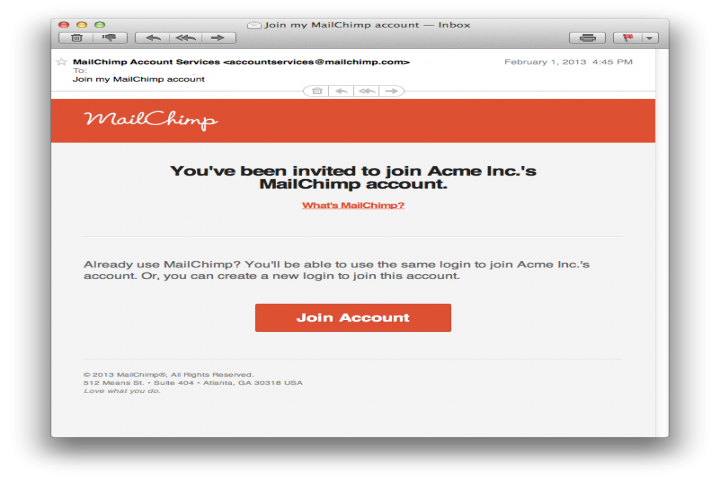 Join my MailChimp account — Inbox
MailChimp Account Services <accountservices@mailchimp.com>
February 1, 2013 4:45 PM
To:
Join my MailChimp account
MailChimp
You've been invited to join Acme Inc.'s
MailChimp account.
What's MailChimp?
Already use MailChimp? You'll be able to use the same login to join Acme Inc.'s
account. Or, you can create a new login to join this account.
Join Account
© 2013 MailChimp®, All Rights Reserved.
512 Means St. • Suite 404 • Atlanta, GA 30318 USA
Love what you do.